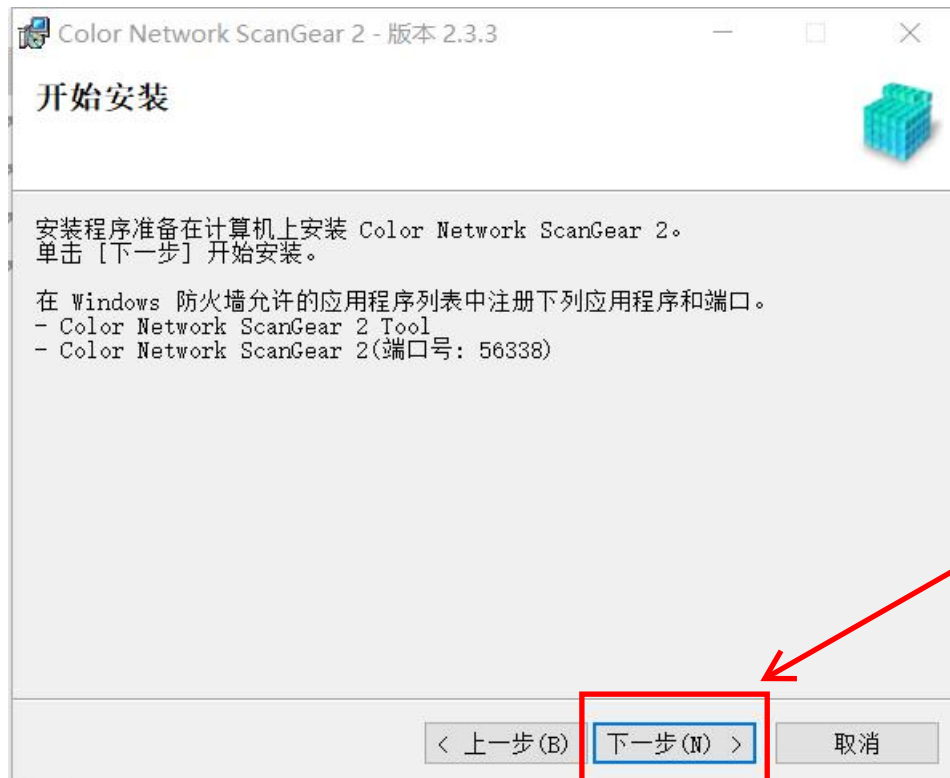 Color Network ScanGear 2 - 版本 2.3.3
开始安装
安装程序准备在计算机上安装 Color Network ScanGear 2。
单击 [下一步] 开始安装。
在 Windows 防火墙允许的应用程序列表中注册下列应用程序和端口。
- Color Network ScanGear 2 Tool
- Color Network ScanGear 2(端口号: 56338)
< 上一步(B) 下一步(N) > 取消